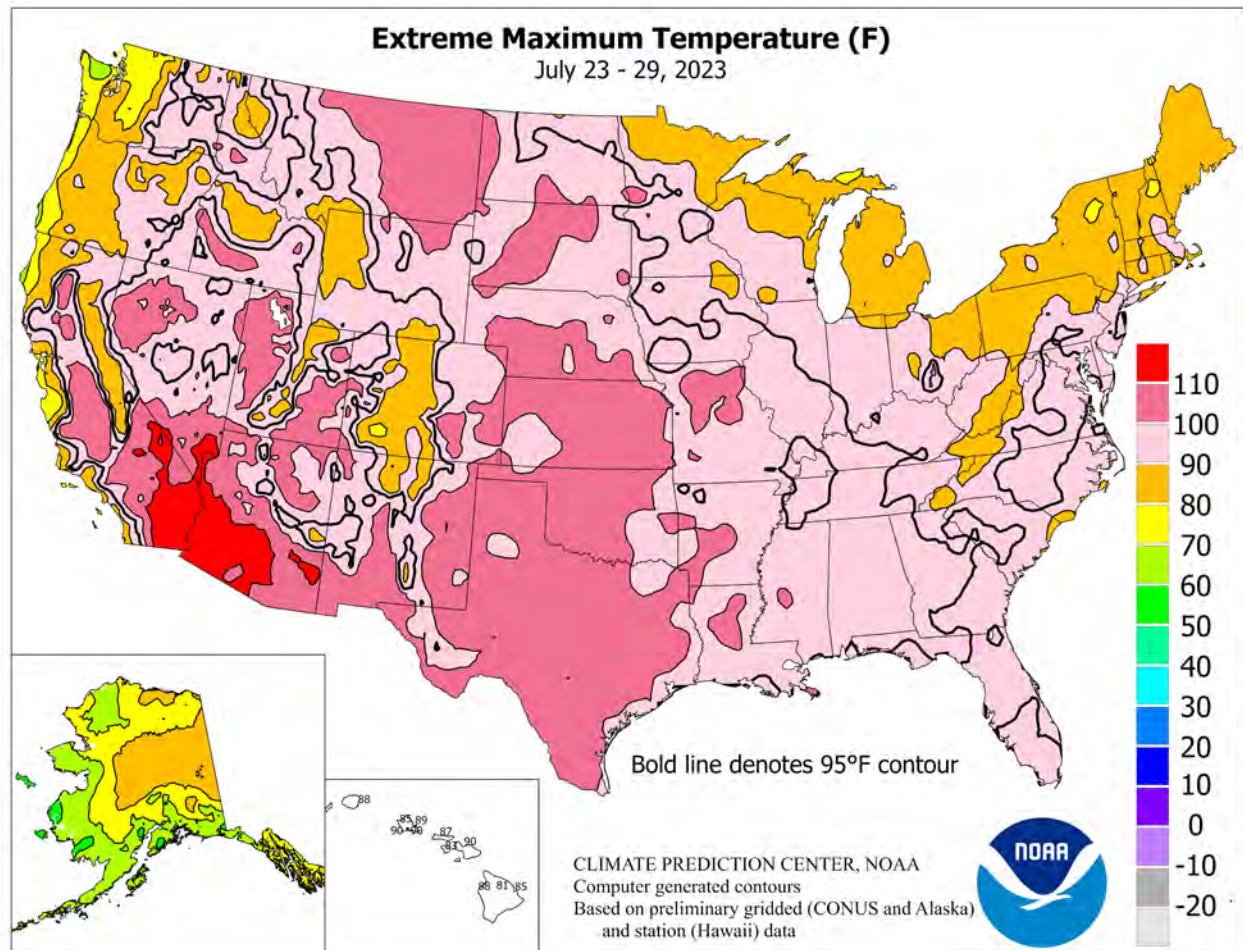 Extreme Maximum Temperature (F)
July 23 - 29, 2023
110
100
90
80
70
60
50
40
30
20
10
0
-10
-20
Bold line denotes 95°F contour
88
85 89
90 90
87
83
90
88 81 85
CLIMATE PREDICTION CENTER, NOAA
Computer generated contours
Based on preliminary gridded (CONUS and Alaska)
and station (Hawaii) data
NOAA